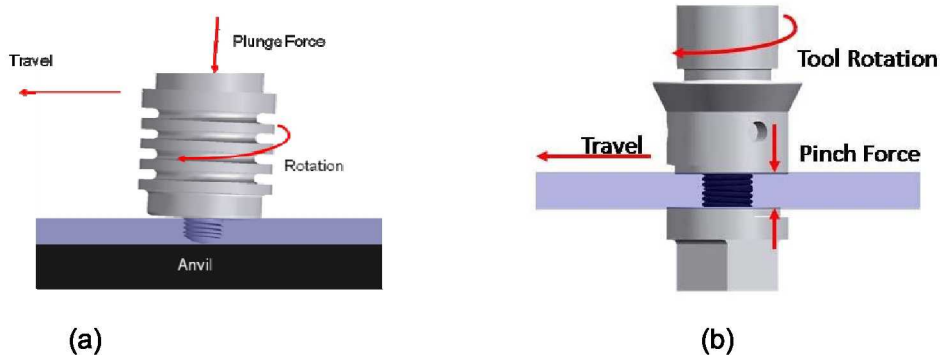 Plunge Force
Travel
Rotation
Anvil
(a)
Tool Rotation
Travel
Pinch Force
(b)